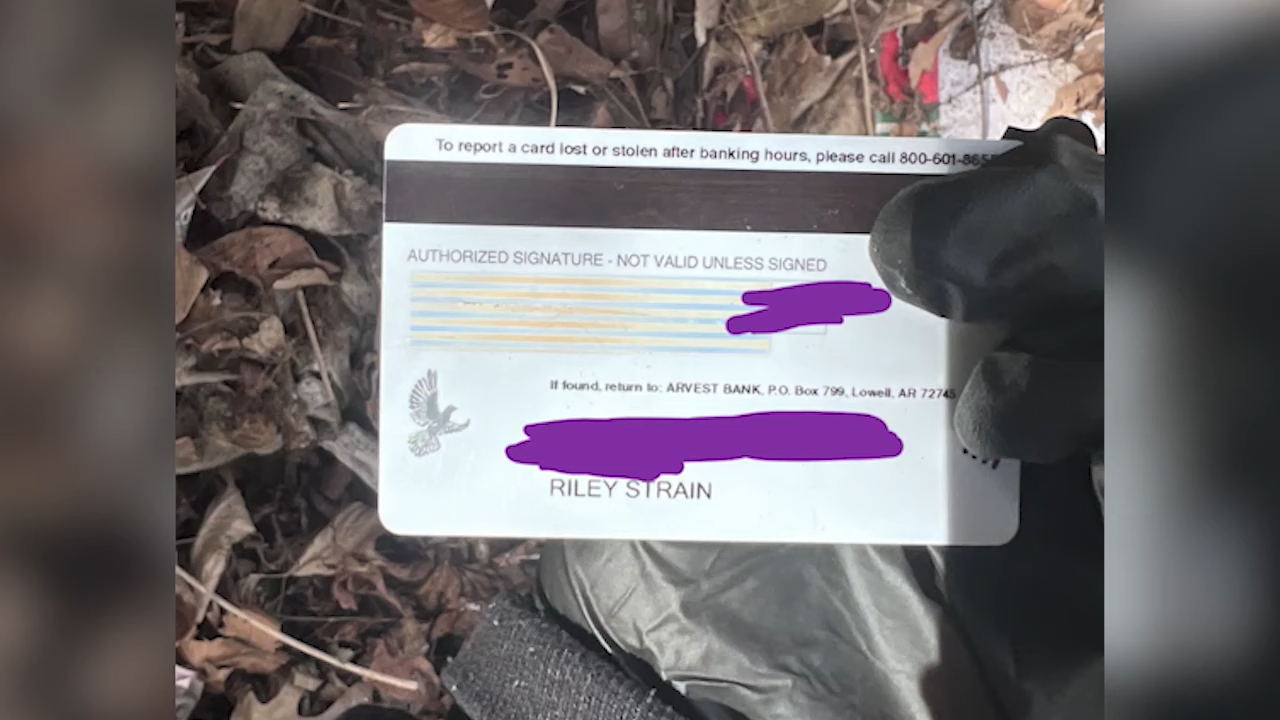 To report a card lost or stolen after banking hours, please call 800-601-865
AUTHORIZED SIGNATURE - NOT VALID UNLESS SIGNED
If found, return to: ARVEST BANK, P.O. Box 799, Lowell, AR 72745
RILEY STRAIN